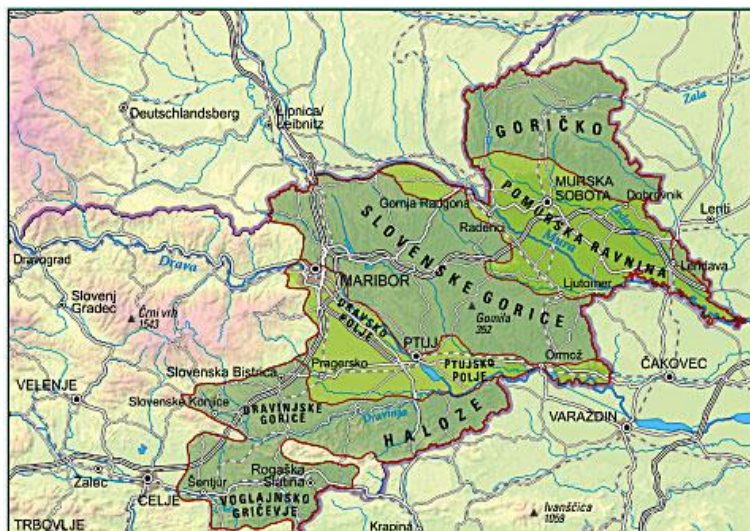 Deutschlandsberg
Lipnica/
Leibnitz
Zala
GORIČKO
MURSKA
SOBOTA
Dobrovnik
POMURSKA RAVNINA
Lenti
Gornja Radgona
Radenci
Mura
Lendava
Ljutomer
SLOVENSKE GORICE
Dravograd
Drava
MARIBOR
Slovenj
Gradec
Črni vrh
1543
DRAVSKO
POLJE
Gomila
352
PTUJ
Ormož
Pragersko
PTUJSKO
POLJE
ČAKOVEC
Slovenska Bistrica
VELENJE
Slovenske Konjice
DRAVINJSKE
GORICE
Dravinja
HALOZE
VARAŽDIN
Rogaška
Slatina
Žalec
CELJE
Šentjur
VOGLAJNSKO
GRIČEVJE
TRBOVLJE
Krapina
Ivanščica
1059